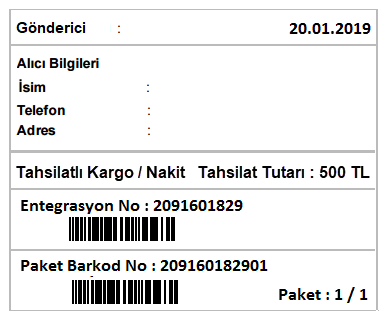 Gönderici : 20.01.2019
Alıcı Bilgileri
İsim :
Telefon :
Adres :
Tahsilatlı Kargo / Nakit Tahsilat Tutarı : 500 TL
Entegrasyon No : 2091601829
Paket Barkod No : 209160182901
Paket : 1 / 1